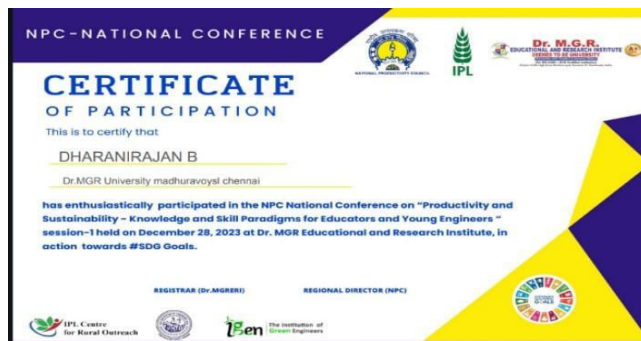 NPC-NATIONAL CONFERENCE
NATIONAL PRODUCTIVITY COUNCIL
IPL
Dr. M.G.R.
EDUCATIONAL AND RESEARCH INSTITUTE
DEEMED TO BE UNIVERSITY
CERTIFICATE
OF PARTICIPATION
This is to certify that
DHARANIRAJAN B
Dr.MGR University madhuravoysl chennai
has enthusiastically participated in the NPC National Conference on "Productivity and
Sustainability - Knowledge and Skill Paradigms for Educators and Young Engineers "
session-1 held on December 28, 2023 at Dr. MGR Educational and Research Institute, in
action towards #SDG Goals.
REGISTRAR (Dr.MGRERI)
REGIONAL DIRECTOR (NPC)
IPL Centre
for Rural Outreach
igen
The Institution of
Green Engineers